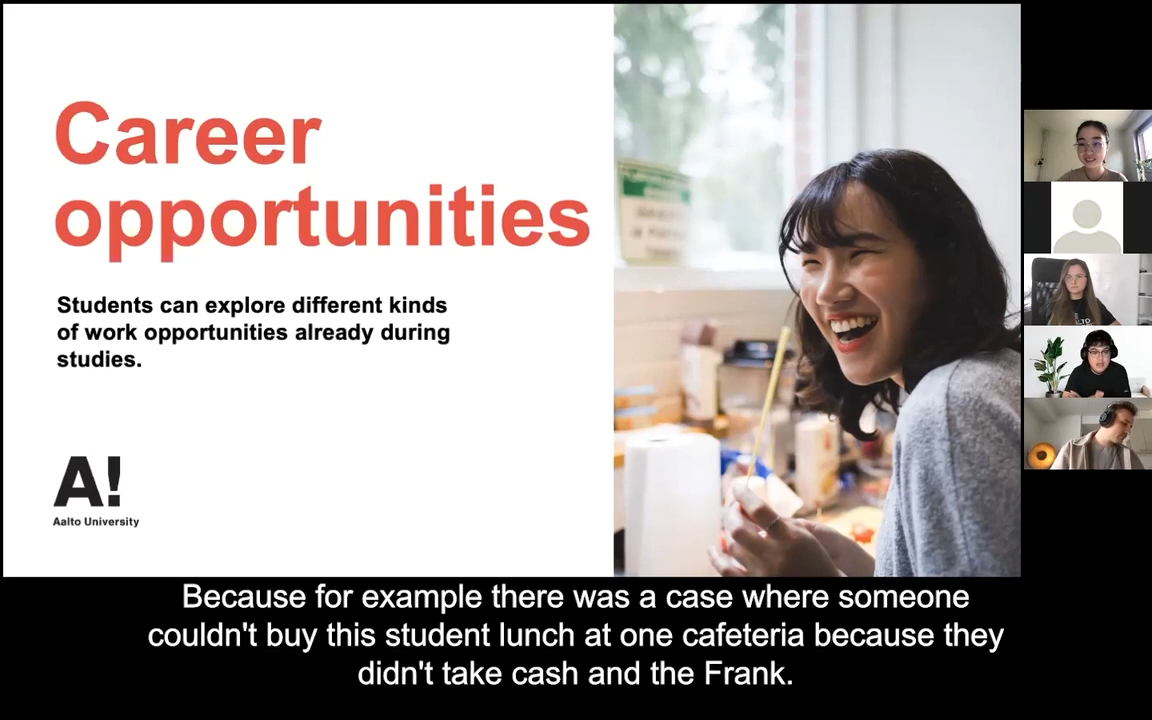 Career
opportunities
Students can explore different kinds
of work opportunities already during
studies.
A!
Aalto University
Because for example there was a case where someone
couldn't buy this student lunch at one cafeteria because they
didn't take cash and the Frank.